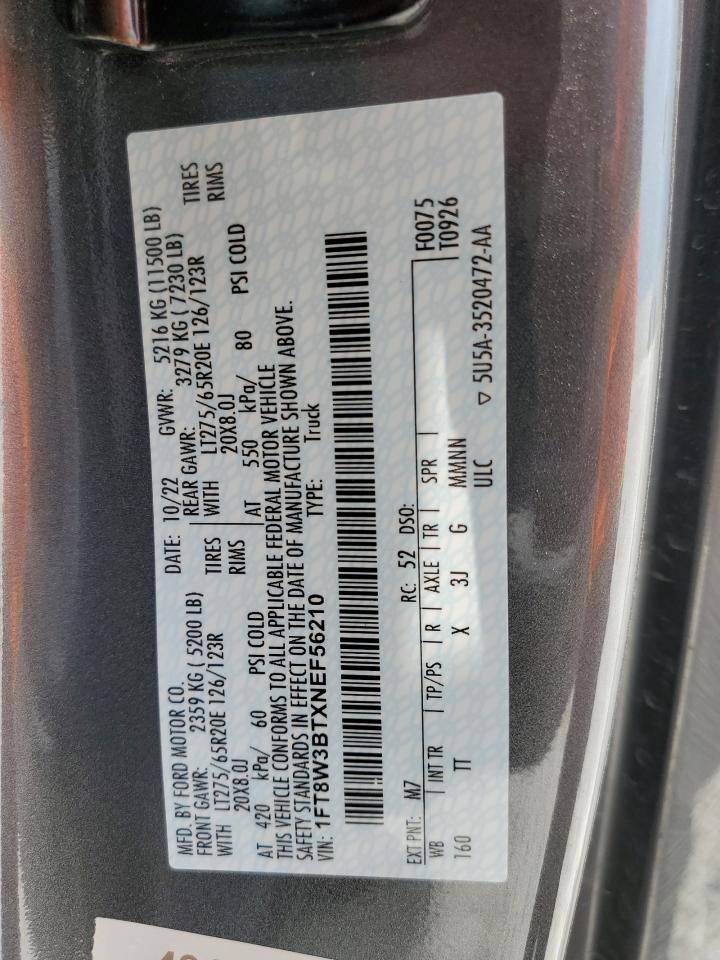 MFD. BY FORD MOTOR CO.
DATE: 10/22 GVWR: 5216 KG (11500 LB)
FRONT GAWR: 2359 KG ( 5200 LB) REAR GAWR: 3279 KG ( 7230 LB)
WITH LT275/65R20E 126/123R TIRES WITH LT275/65R20E 126/123R TIRES
20X8.0J RIMS 20X8.0J RIMS
AT 420 kPa/ 60 PSI COLD AT 550 kPa/ 80 PSI COLD
THIS VEHICLE CONFORMS TO ALL APPLICABLE FEDERAL MOTOR VEHICLE
SAFETY STANDARDS IN EFFECT ON THE DATE OF MANUFACTURE SHOWN ABOVE.
VIN: 1FT8W3BTXNEF56210 TYPE: Truck
EXT PNT: M7 RC: 52 DSO: F0075
WB INT TR TP/PS R AXLE TR SPR T0926
160 TT X 3J G MMNN
ULC ▽ 5U5A-3520472-AA